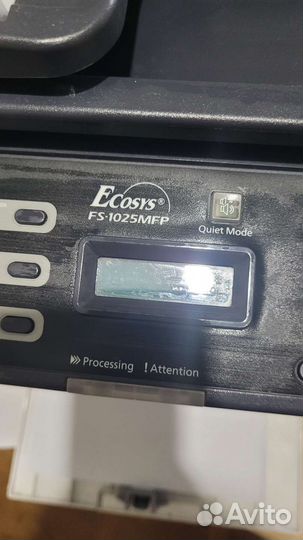 ECOSYS®
FS-1025MFP
Quiet Mode
Processing ! Attention
Avito